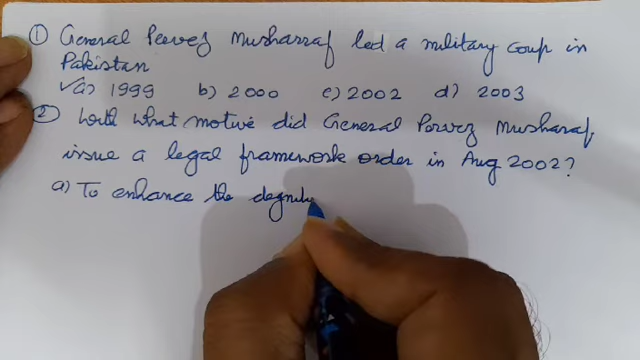 ① General Pervez Musharraf led a military coup in
Pakistan
✓a) 1999 b) 2000 c) 2002 d) 2003
② With what motive did General Pervez Musharraf
issue a legal framework order in Aug 2002?
a) To enhance the